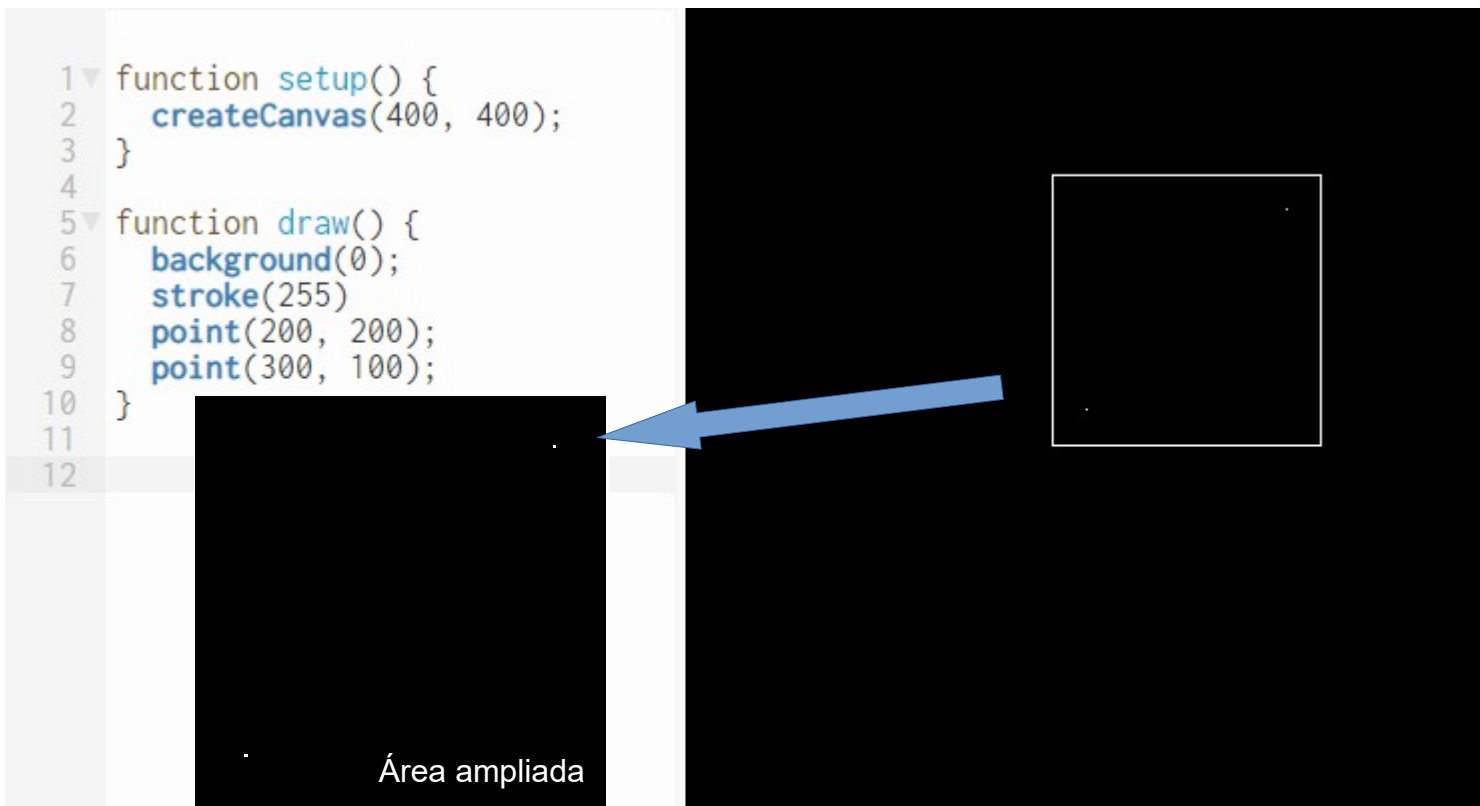 1 function setup() {
2   createCanvas(400, 400);
3 }
4
5 function draw() {
6   background(0);
7   stroke(255)
8   point(200, 200);
9   point(300, 100);
10 }
11
12
Área ampliada